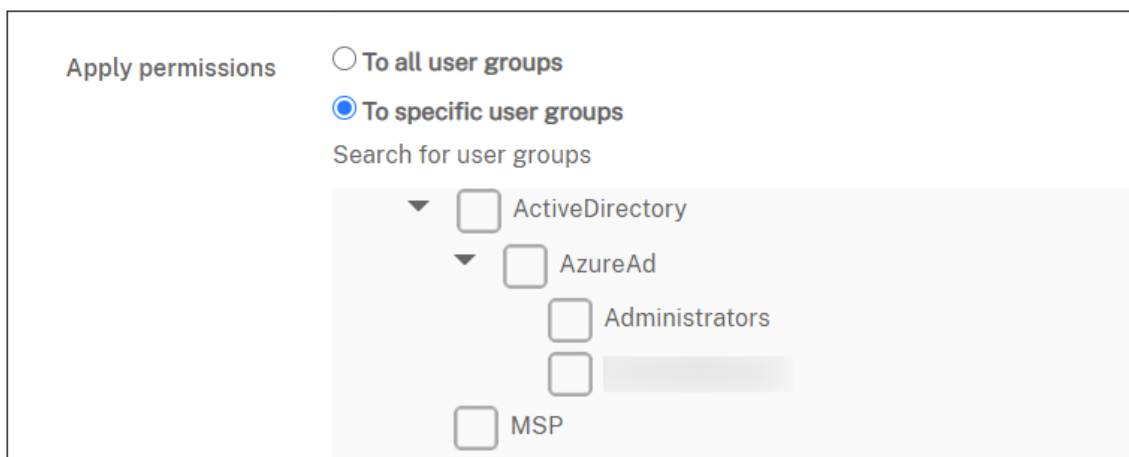 Apply permissions
To all user groups
To specific user groups
Search for user groups
ActiveDirectory
AzureAd
Administrators
MSP